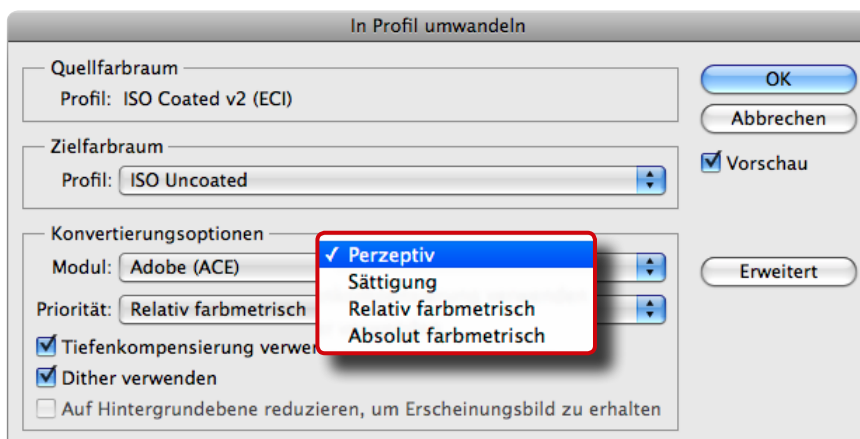 In Profil umwandeln
Quellfarbraum
Profil: ISO Coated v2 (ECI)
OK
Abbrechen
Zielfarbraum
Vorschau
Profil: ISO Uncoated
Konvertierungsoptionen
Modul: Adobe (ACE)
✓ Perzeptiv
Sättigung
Relativ farbmetrisch
Absolut farbmetrisch
Erweitert
Priorität: Relativ farbmetrisch
Tiefenkompensierung
Dither verwenden
Auf Hintergrundebene reduzieren, um Erscheinungsbild zu erhalten